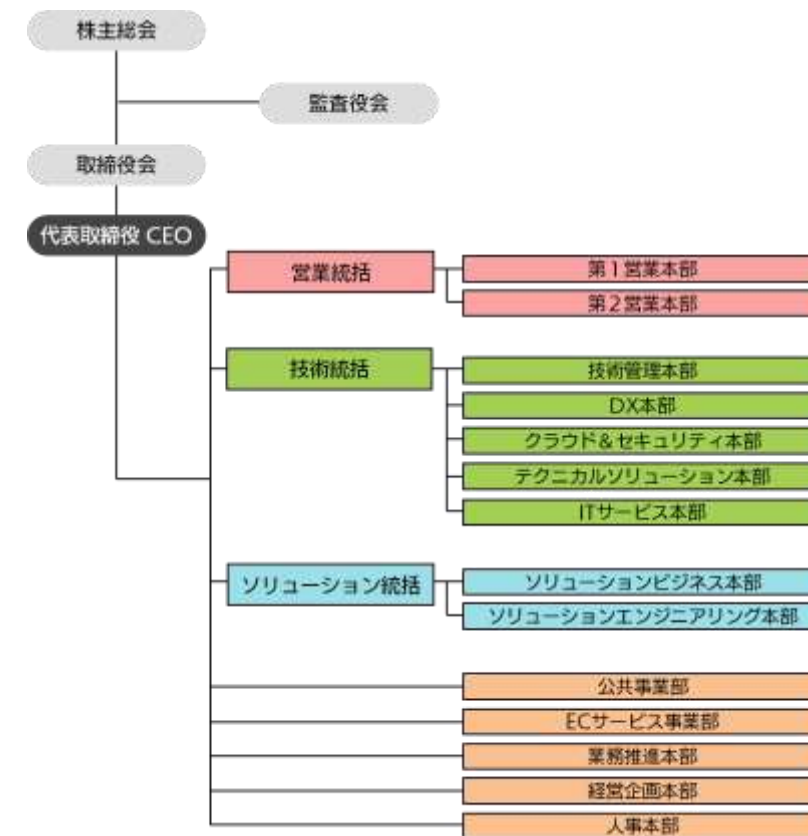 株主総会
監査役会
取締役会
代表取締役 CEO
営業統括
第1営業本部
第2営業本部
技術統括
技術管理本部
DX本部
クラウド&セキュリティ本部
テクニカルソリューション本部
ITサービス本部
ソリューション統括
ソリューションビジネス本部
ソリューションエンジニアリング本部
公共事業部
ECサービス事業部
業務推進本部
経営企画本部
人事本部